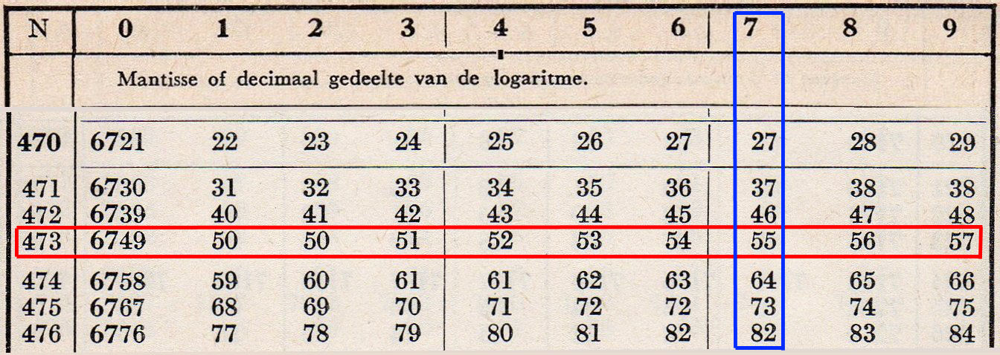 N 0 1 2 3 4 5 6 7 8 9
Mantisse of decimaal gedeelte van de logaritme.
470 6721 22 23 24 25 26 27 27 28 29
471 6730 31 32 33 34 35 36 37 38 38
472 6739 40 41 42 43 44 45 46 47 48
473 6749 50 50 51 52 53 54 55 56 57
474 6758 59 60 61 61 62 63 64 65 66
475 6767 68 69 70 71 72 72 73 74 75
476 6776 77 78 79 80 81 82 82 83 84